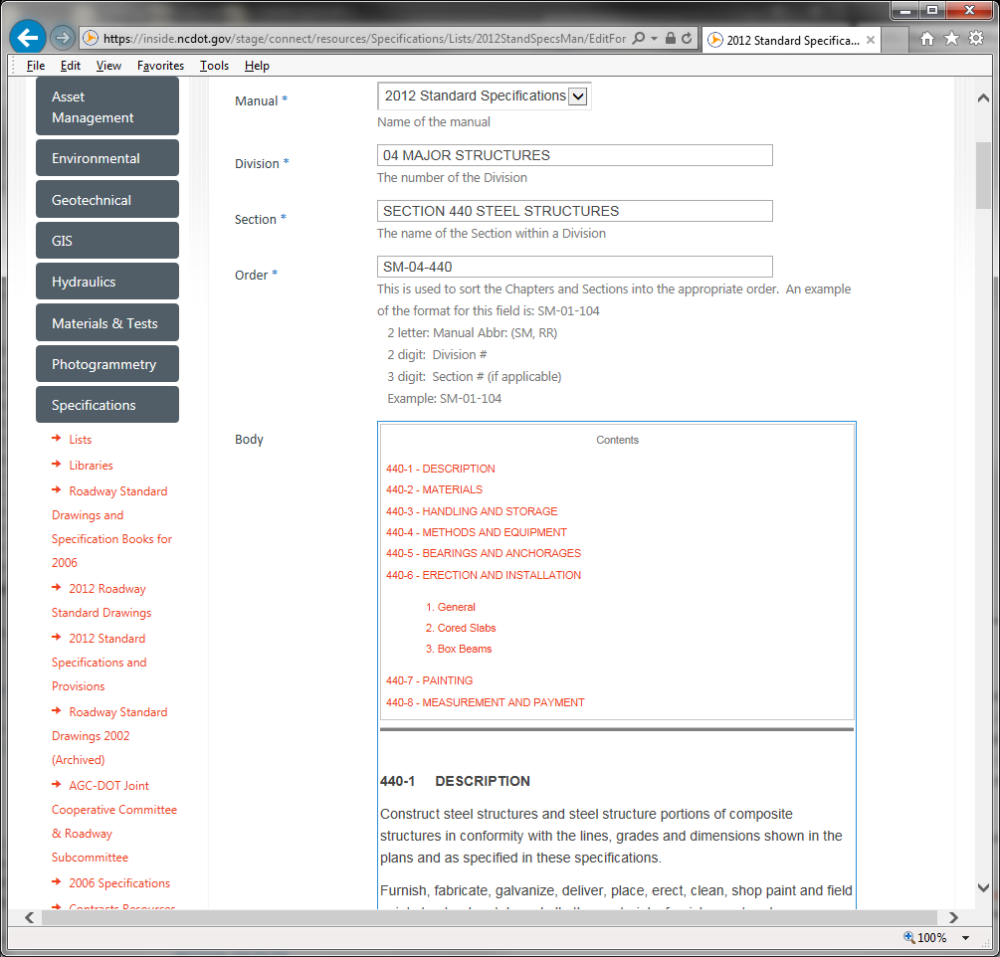 https://inside.ncdot.gov/stage/connect/resources/Specifications/Lists/2012StandSpecsMan/EditFor
2012 Standard Specifica...
File Edit View Favorites Tools Help
Asset
Management
Environmental
Geotechnical
GIS
Hydraulics
Materials & Tests
Photogrammetry
Specifications
Lists
Libraries
Roadway Standard
Drawings and
Specification Books for
2006
2012 Roadway
Standard Drawings
2012 Standard
Specifications and
Provisions
Roadway Standard
Drawings 2002
(Archived)
AGC-DOT Joint
Cooperative Committee
& Roadway
Subcommittee
2006 Specifications
Contracts Resources
Manual *
2012 Standard Specifications
Name of the manual
Division *
04 MAJOR STRUCTURES
The number of the Division
Section *
SECTION 440 STEEL STRUCTURES
The name of the Section within a Division
Order *
SM-04-440
This is used to sort the Chapters and Sections into the appropriate order. An example
of the format for this field is: SM-01-104
2 letter: Manual Abbr: (SM, RR)
2 digit: Division #
3 digit: Section # (if applicable)
Example: SM-01-104
Body
Contents
440-1 - DESCRIPTION
440-2 - MATERIALS
440-3 - HANDLING AND STORAGE
440-4 - METHODS AND EQUIPMENT
440-5 - BEARINGS AND ANCHORAGES
440-6 - ERECTION AND INSTALLATION
1. General
2. Cored Slabs
3. Box Beams
440-7 - PAINTING
440-8 - MEASUREMENT AND PAYMENT
440-1 DESCRIPTION
Construct steel structures and steel structure portions of composite
structures in conformity with the lines, grades and dimensions shown in the
plans and as specified in these specifications.
Furnish, fabricate, galvanize, deliver, place, erect, clean, shop paint and field
100%